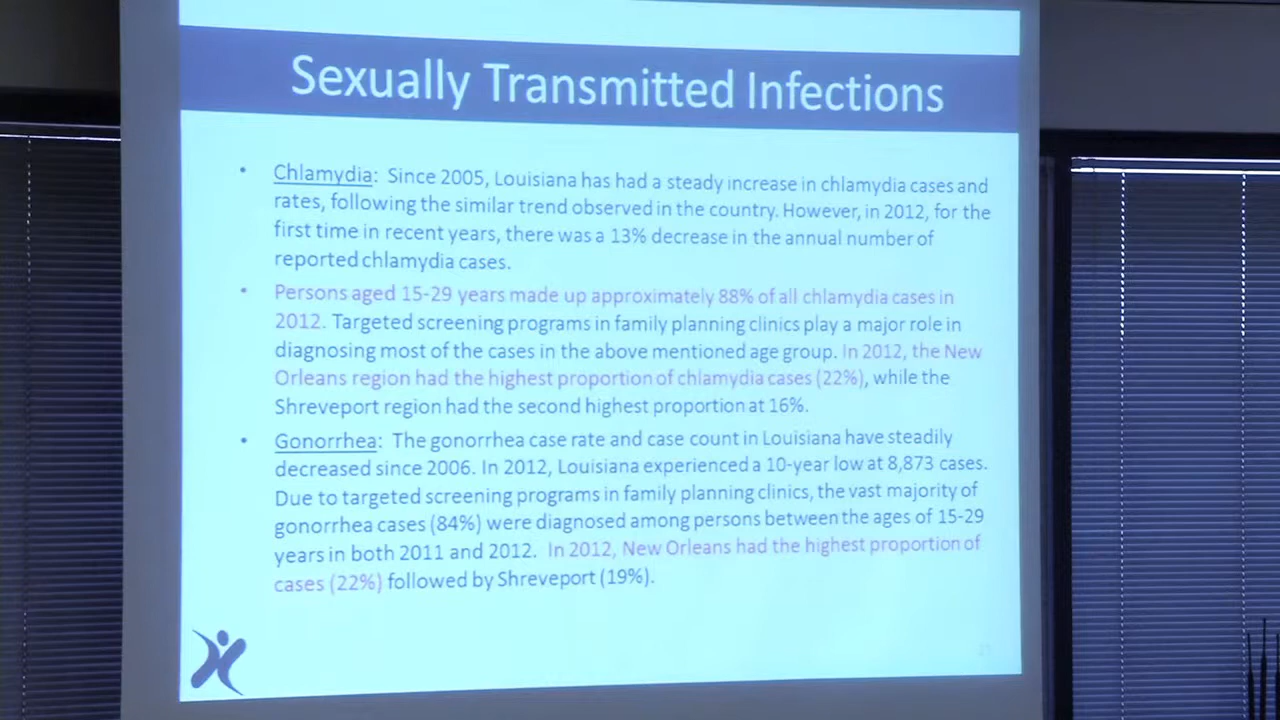 Sexually Transmitted Infections
• Chlamydia: Since 2005, Louisiana has had a steady increase in chlamydia cases and
rates, following the similar trend observed in the country. However, in 2012, for the
first time in recent years, there was a 13% decrease in the annual number of
reported chlamydia cases.
• Persons aged 15-29 years made up approximately 88% of all chlamydia cases in
2012. Targeted screening programs in family planning clinics play a major role in
diagnosing most of the cases in the above mentioned age group. In 2012, the New
Orleans region had the highest proportion of chlamydia cases (22%), while the
Shreveport region had the second highest proportion at 16%.
• Gonorrhea: The gonorrhea case rate and case count in Louisiana have steadily
decreased since 2006. In 2012, Louisiana experienced a 10-year low at 8,873 cases.
Due to targeted screening programs in family planning clinics, the vast majority of
gonorrhea cases (84%) were diagnosed among persons between the ages of 15-29
years in both 2011 and 2012. In 2012, New Orleans had the highest proportion of
cases (22%) followed by Shreveport (19%).